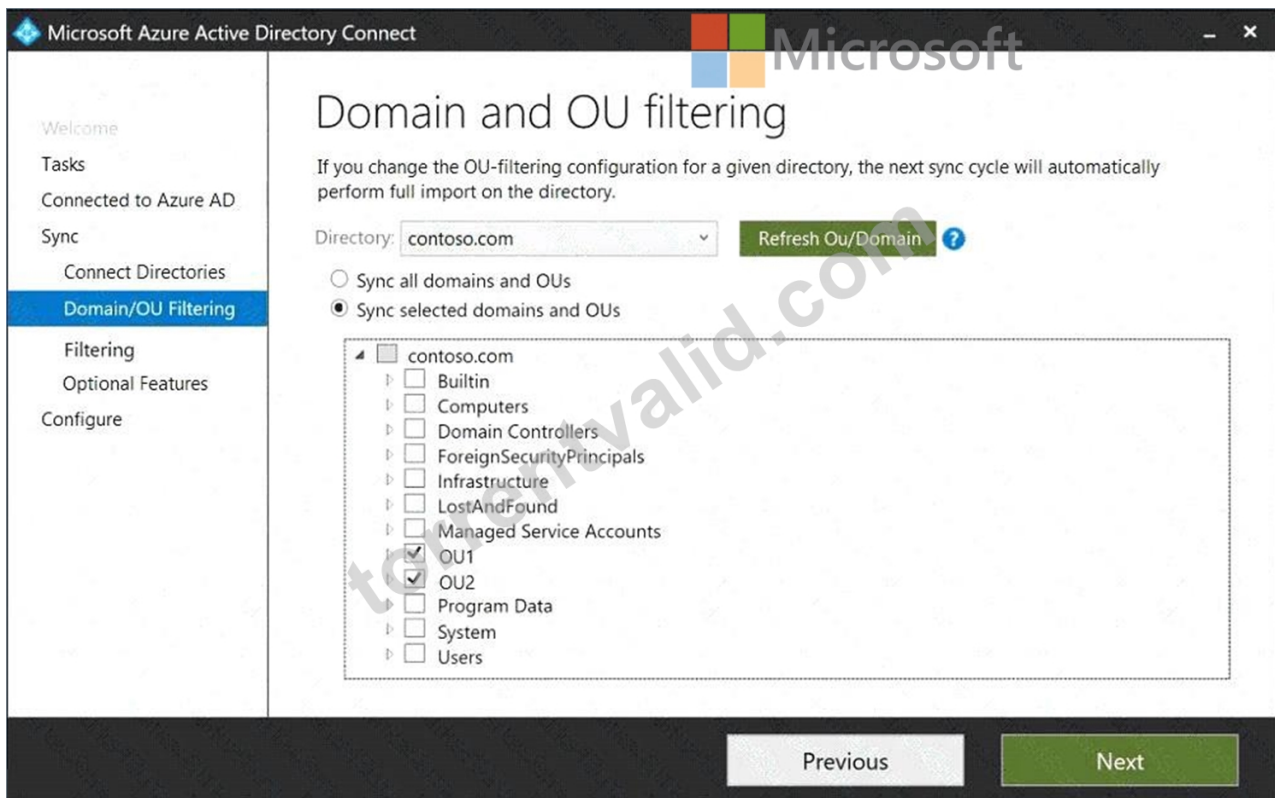 Microsoft Azure Active Directory Connect
Microsoft
Welcome
Tasks
Connected to Azure AD
Sync
Connect Directories
Domain/OU Filtering
Filtering
Optional Features
Configure
Domain and OU filtering
If you change the OU-filtering configuration for a given directory, the next sync cycle will automatically
perform full import on the directory.
Directory: contoso.com
Refresh Ou/Domain ?
Sync all domains and OUs
Sync selected domains and OUs
contoso.com
Builtin
Computers
Domain Controllers
ForeignSecurityPrincipals
Infrastructure
LostAndFound
Managed Service Accounts
OU1
OU2
Program Data
System
Users
torrentvalid.com
Previous
Next